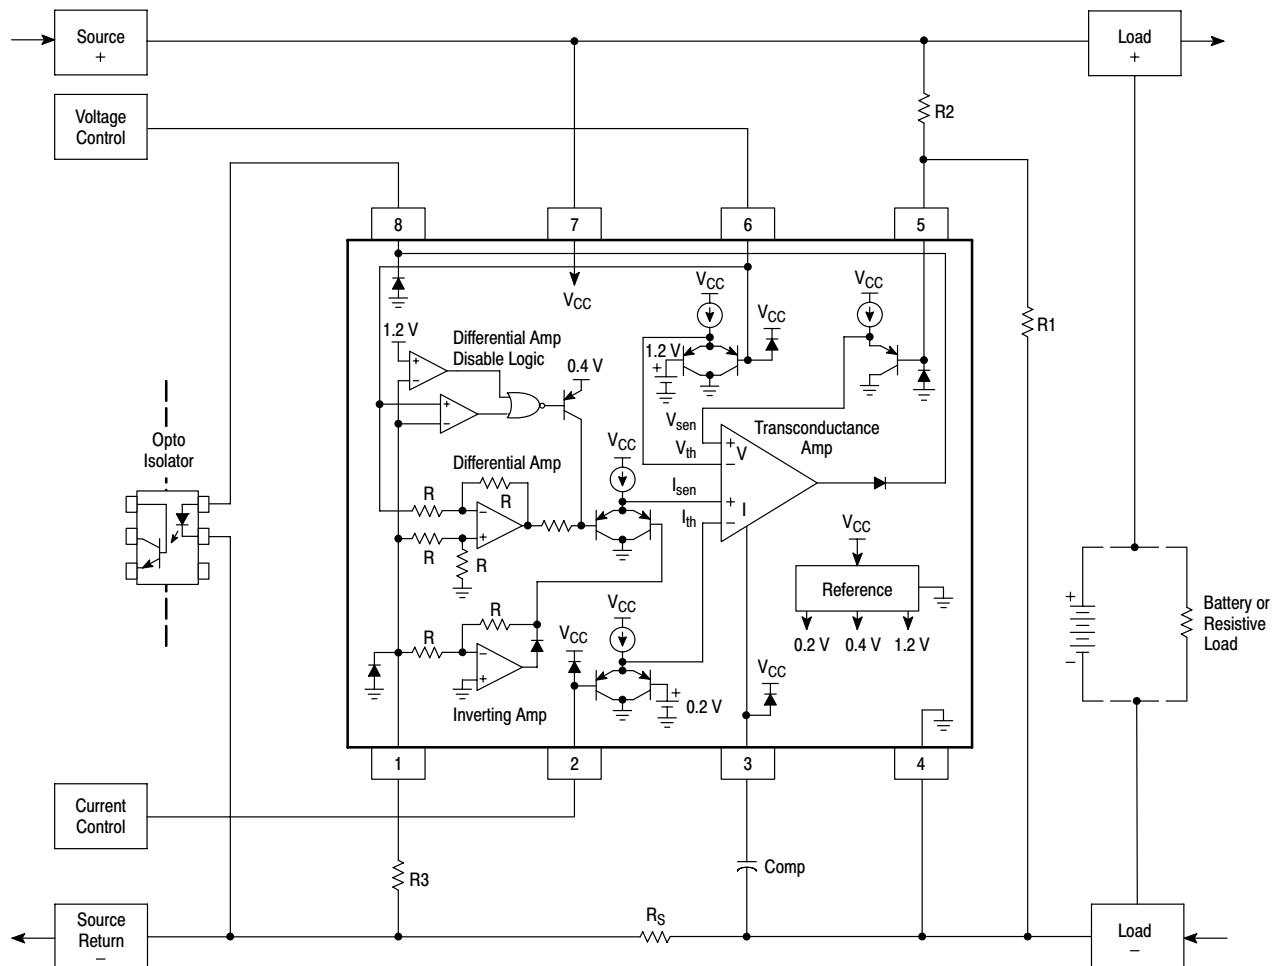 Source
+
Load
+
Voltage
Control
R2
8
7
6
5
VCC
VCC
VCC
VCC
R1
1.2 V
Differential Amp
Disable Logic
0.4 V
1.2 V
+
+
−
+
−
Vsen
Vth
Transconductance
Amp
+
V
−
Opto
Isolator
VCC
Differential Amp
Isen
Ith
+
I
−
R
R
−
+
R
R
VCC
Reference
0.2 V
0.4 V
1.2 V
+
−
Battery or
Resistive
Load
R
R
−
+
VCC
VCC
VCC
+
0.2 V
Inverting Amp
1
2
3
4
Current
Control
R3
Comp
RS
Source
Return
−
Load
−